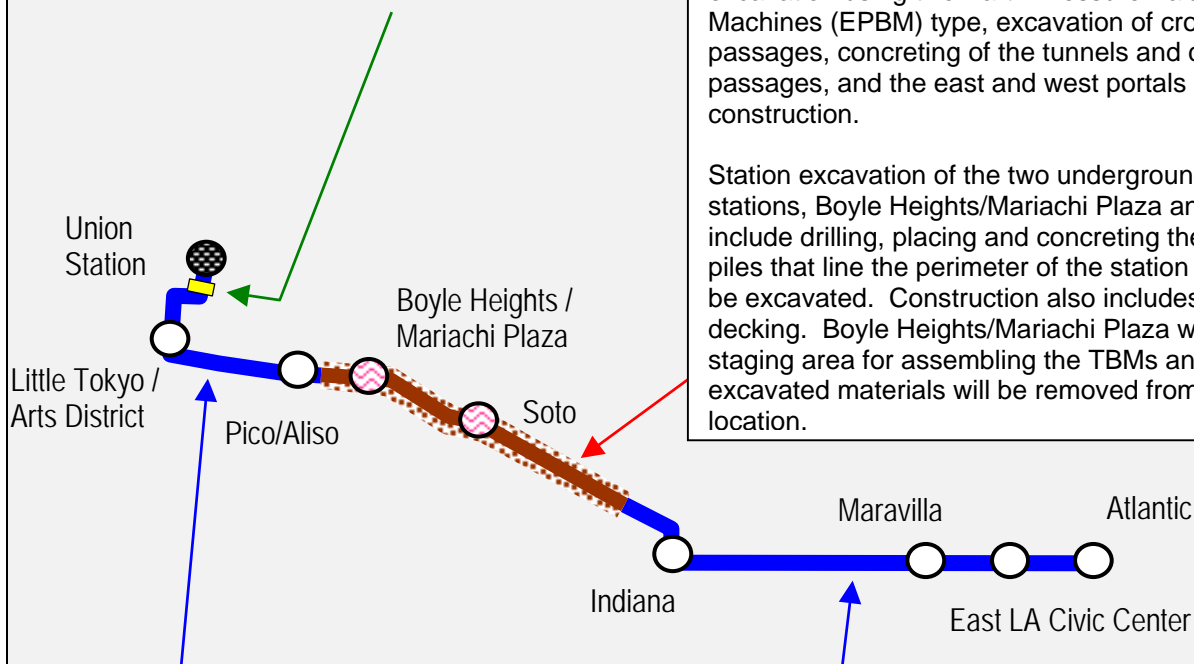 Machines (EPBM) type, excavation of
passages, concreting of the tunnels and
passages, and the east and west portals
construction.
Station excavation of the two
stations, Boyle Heights/Mariachi Plaza
include drilling, placing and concreting the
piles that line the perimeter of the station
be excavated. Construction also includes
decking. Boyle Heights/Mariachi Plaza
staging area for assembling the TBMs
excavated materials will be removed from
location.
Union
Station
Boyle Heights /
Mariachi Plaza
Little Tokyo /
Arts District
Pico/Aliso
Soto
Maravilla
Atlantic
Indiana
East LA Civic Center